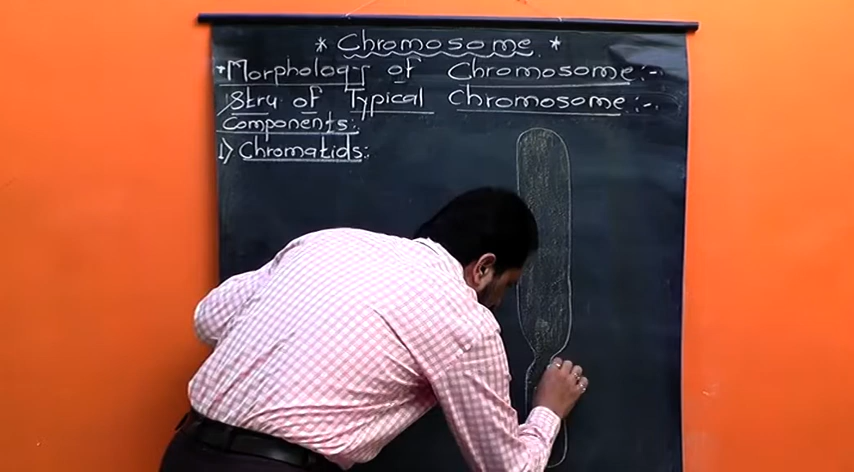 * Chromosome. *
* Morphology of Chromosome:-
/Stru of Typical Chromosome:-
Components:
1) Chromatids: